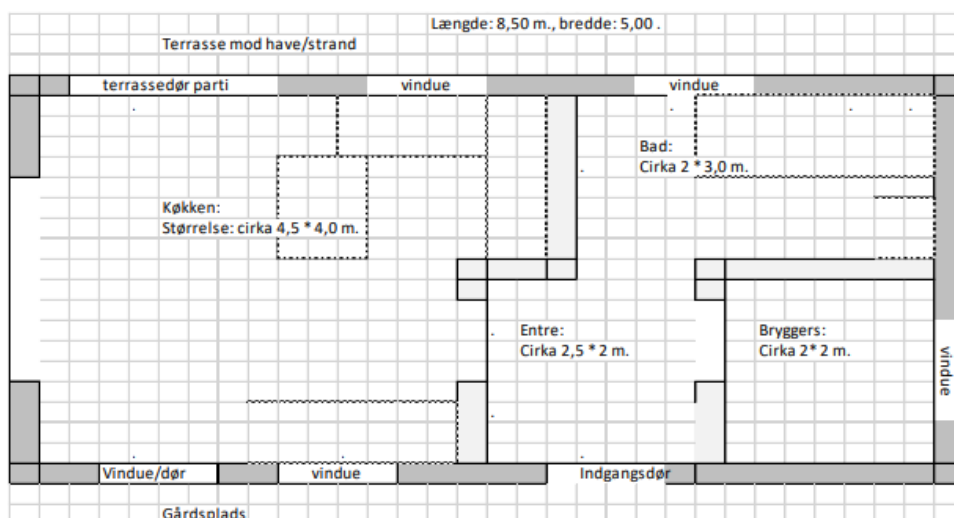 Længde: 8,50 m., bredde: 5,00 .
Terrasse mod have/strand
terrassedør parti
vindue
vindue
Bad:
Cirka 2 * 3,0 m.
Køkken:
Størrelse: cirka 4,5 * 4,0 m.
Entre:
Cirka 2,5 * 2 m.
Bryggers:
Cirka 2* 2 m.
vindue
Vindue/dør
vindue
Indgangsdør
Gårdsplads